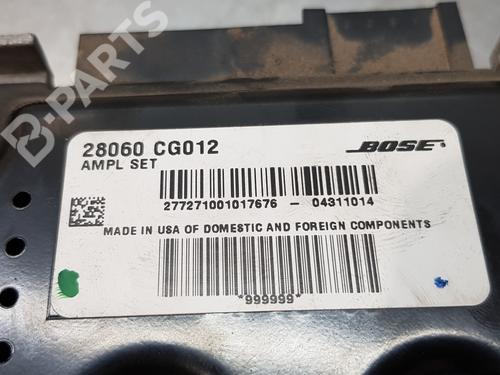 B-PARTS
28060 CG012
BOSE
AMPL SET
277271001017676 - 04311014
MADE IN USA OF DOMESTIC AND FOREIGN COMPONENTS
*999999*